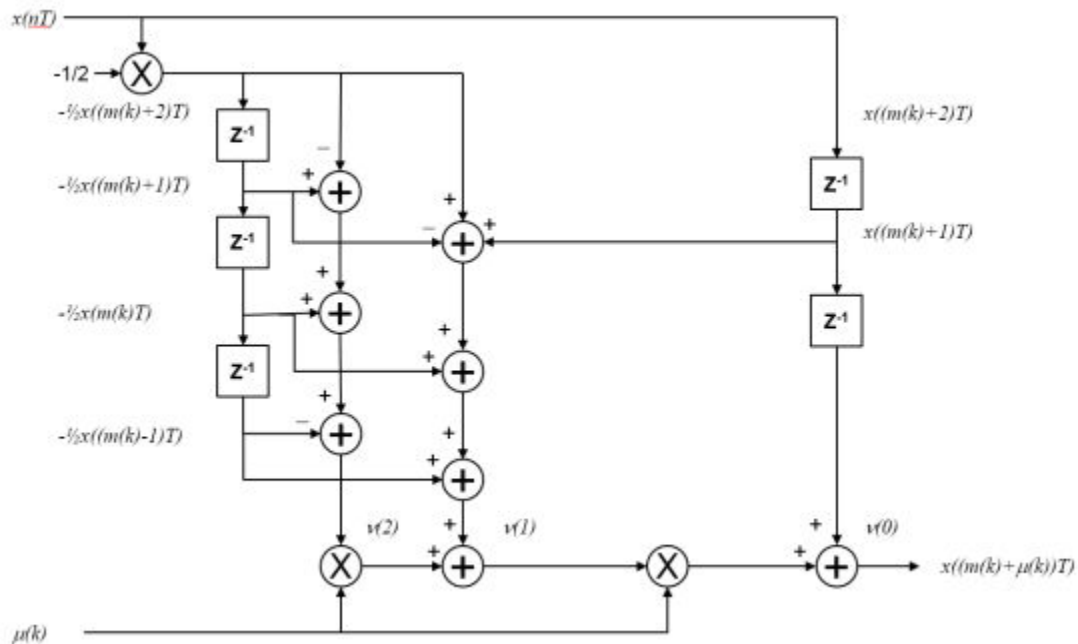 x(nT)
-1/2
X
-½x((m(k)+2)T)
x((m(k)+2)T)
Z-1
–
+
+
Z-1
-½x((m(k)+1)T)
+
+
x((m(k)+1)T)
Z-1
–
+
+
+
Z-1
-½x(m(k)T)
+
+
+
+
Z-1
+
+
-½x((m(k)-1)T)
–
+
+
+
+
v(2)
+
v(1)
+
v(0)
X
+
+
X
+
+
x((m(k)+μ(k))T)
μ(k)